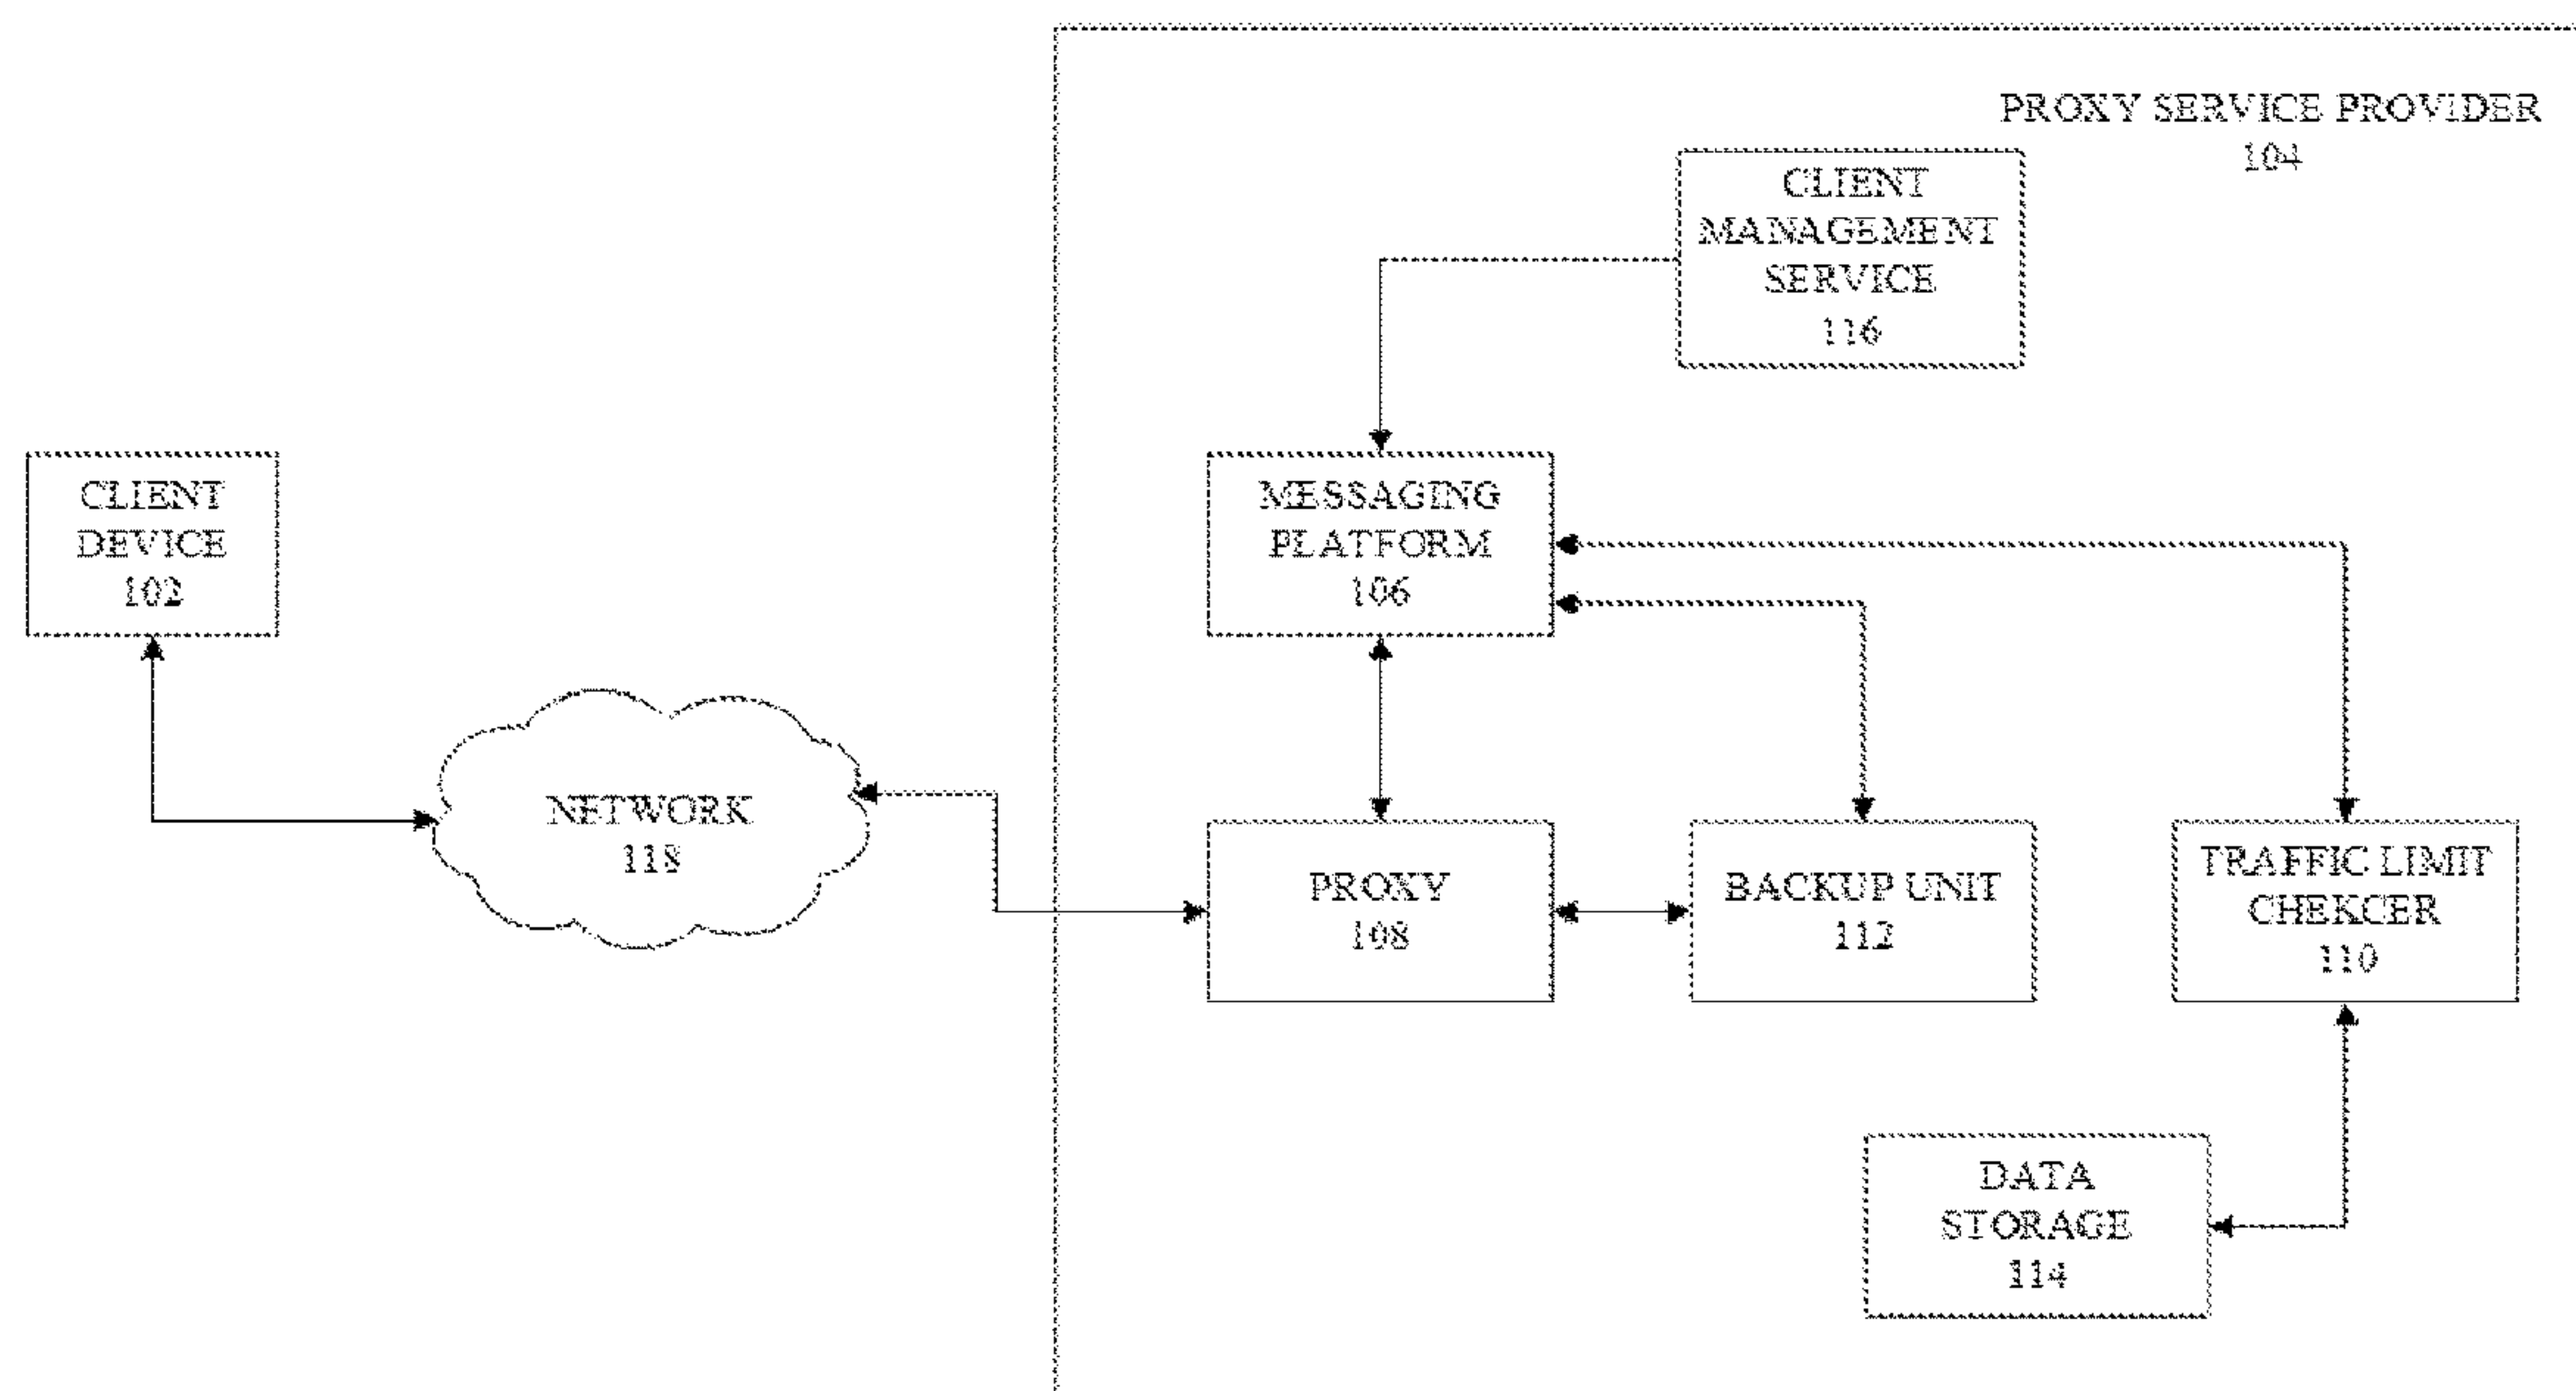 PROXY SERVICE PROVIDER
104
CLIENT
MANAGEMENT
SERVICE
116
CLIENT
DEVICE
102
MESSAGING
PLATFORM
106
NETWORK
118
PROXY
108
BACKUP UNIT
112
TRAFFIC LIMIT
CHEKCER
110
DATA
STORAGE
114